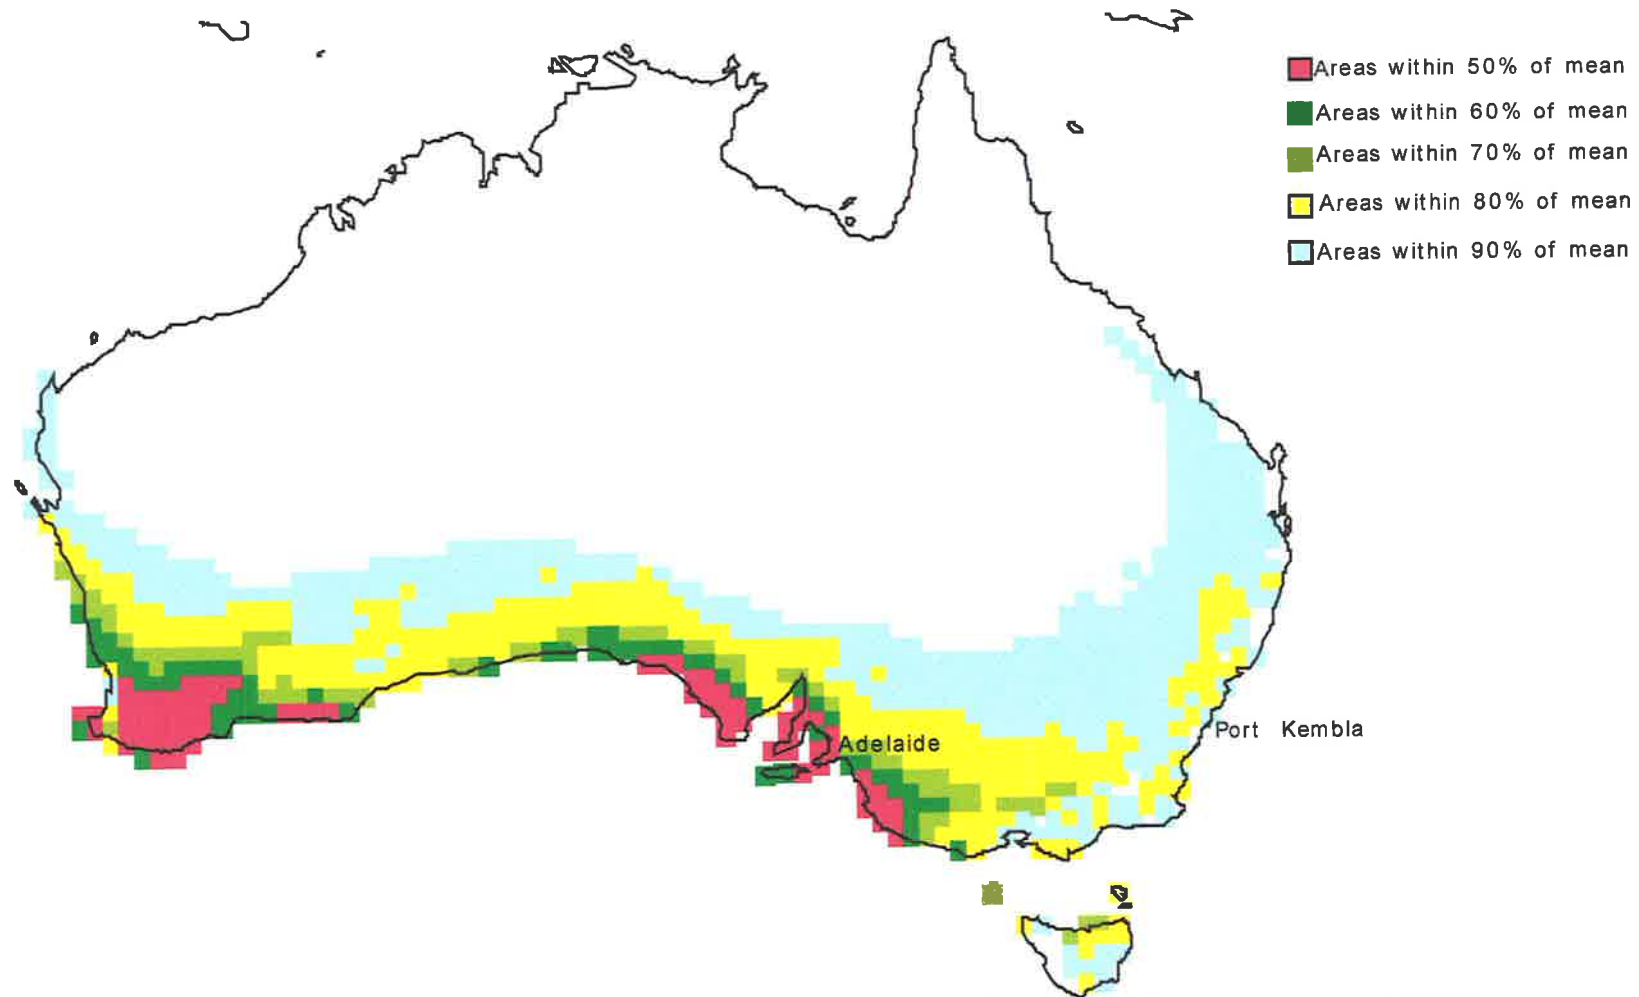 Areas within 50% of mean
Areas within 60% of mean
Areas within 70% of mean
Areas within 80% of mean
Areas within 90% of mean
Port Kembla
Adelaide